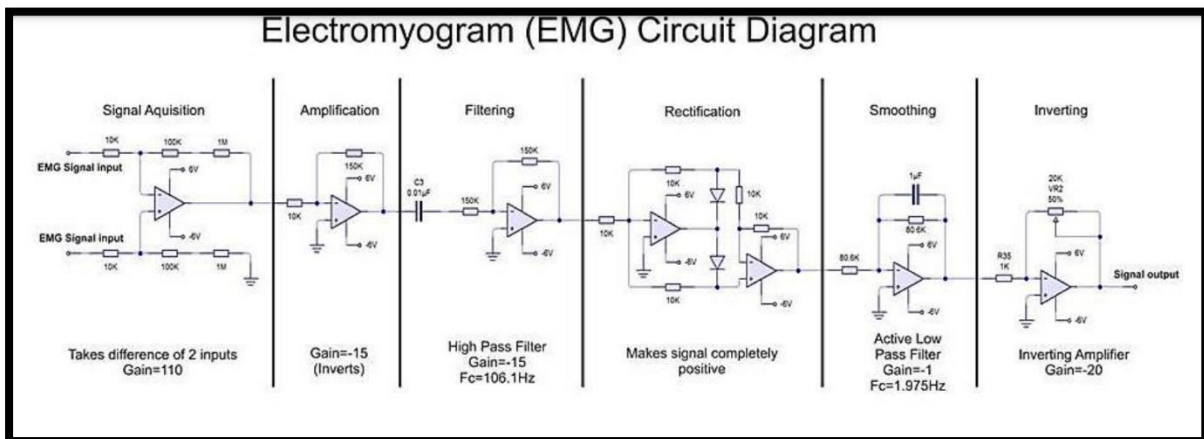 Electromyogram (EMG) Circuit Diagram
Signal Aquisition
Amplification
Filtering
Rectification
Smoothing
Inverting
10K
100K
1M
EMG Signal input
6V
-6V
EMG Signal input
10K
100K
1M
150K
6V
10K
-6V
C3
0.01µF
150K
150K
6V
-6V
10K
10K
6V
10K
10K
-6V
6V
10K
-6V
1µF
80.6K
80.6K
6V
-6V
20K
VR2
50%
R35
1K
6V
-6V
Signal output
Takes difference of 2 inputs
Gain=110
Gain=-15
(Inverts)
High Pass Filter
Gain=-15
Fc=106.1Hz
Makes signal completely
positive
Active Low
Pass Filter
Gain=-1
Fc=1.975Hz
Inverting Amplifier
Gain=-20